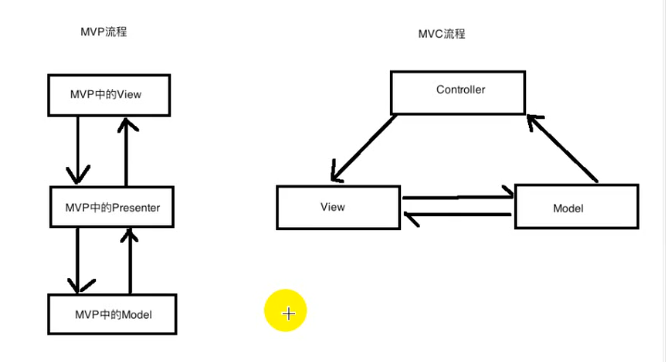 MVP流程
MVC流程
MVP中的View
Controller
MVP中的Presenter
View
Model
MVP中的Model